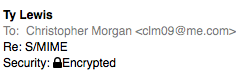 Ty Lewis
To: Christopher Morgan <clm09@me.com>
Re: S/MIME
Security: Encrypted